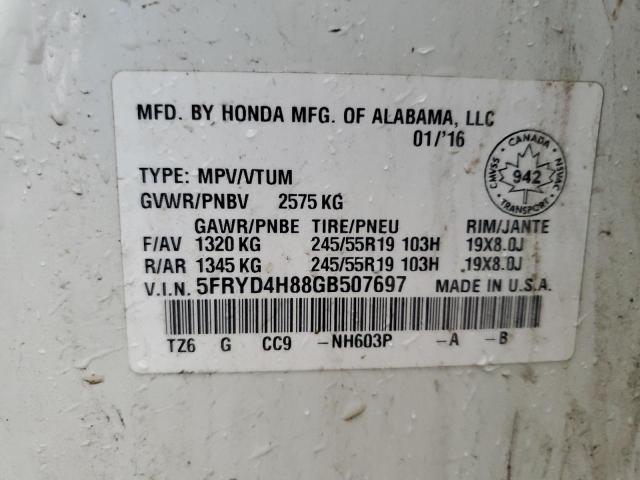 MFD. BY HONDA MFG. OF ALABAMA, LLC
01/'16
CANADA
CMVSS 942 NSVAC
TRANSPORT
TYPE: MPV/VTUM
GVWR/PNBV 2575 KG
GAWR/PNBE TIRE/PNEU RIM/JANTE
F/AV 1320 KG 245/55R19 103H 19X8.0J
R/AR 1345 KG 245/55R19 103H 19X8.0J
V.I.N. 5FRYD4H88GB507697 MADE IN U.S.A.
TZ6 G CC9 -NH603P -A -B